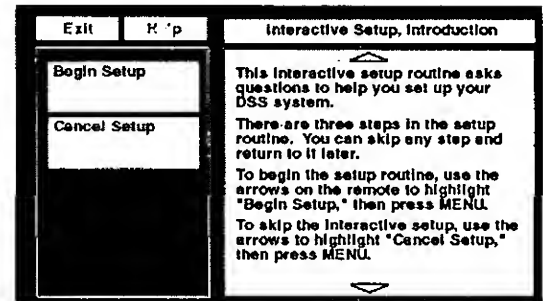 Exit
Interactive Setup, Introduction
Begin Setup
Cancel Setup
This interactive setup routine asks
questions to help you set up your
DSS system.
There are three steps in the setup
routine. You can skip any step and
return to it later.
To begin the setup routine, use the
arrows on the remote to highlight
"Begin Setup," then press MENU.
To skip the interactive setup, use the
arrows to highlight "Cancel Setup,"
then press MENU.